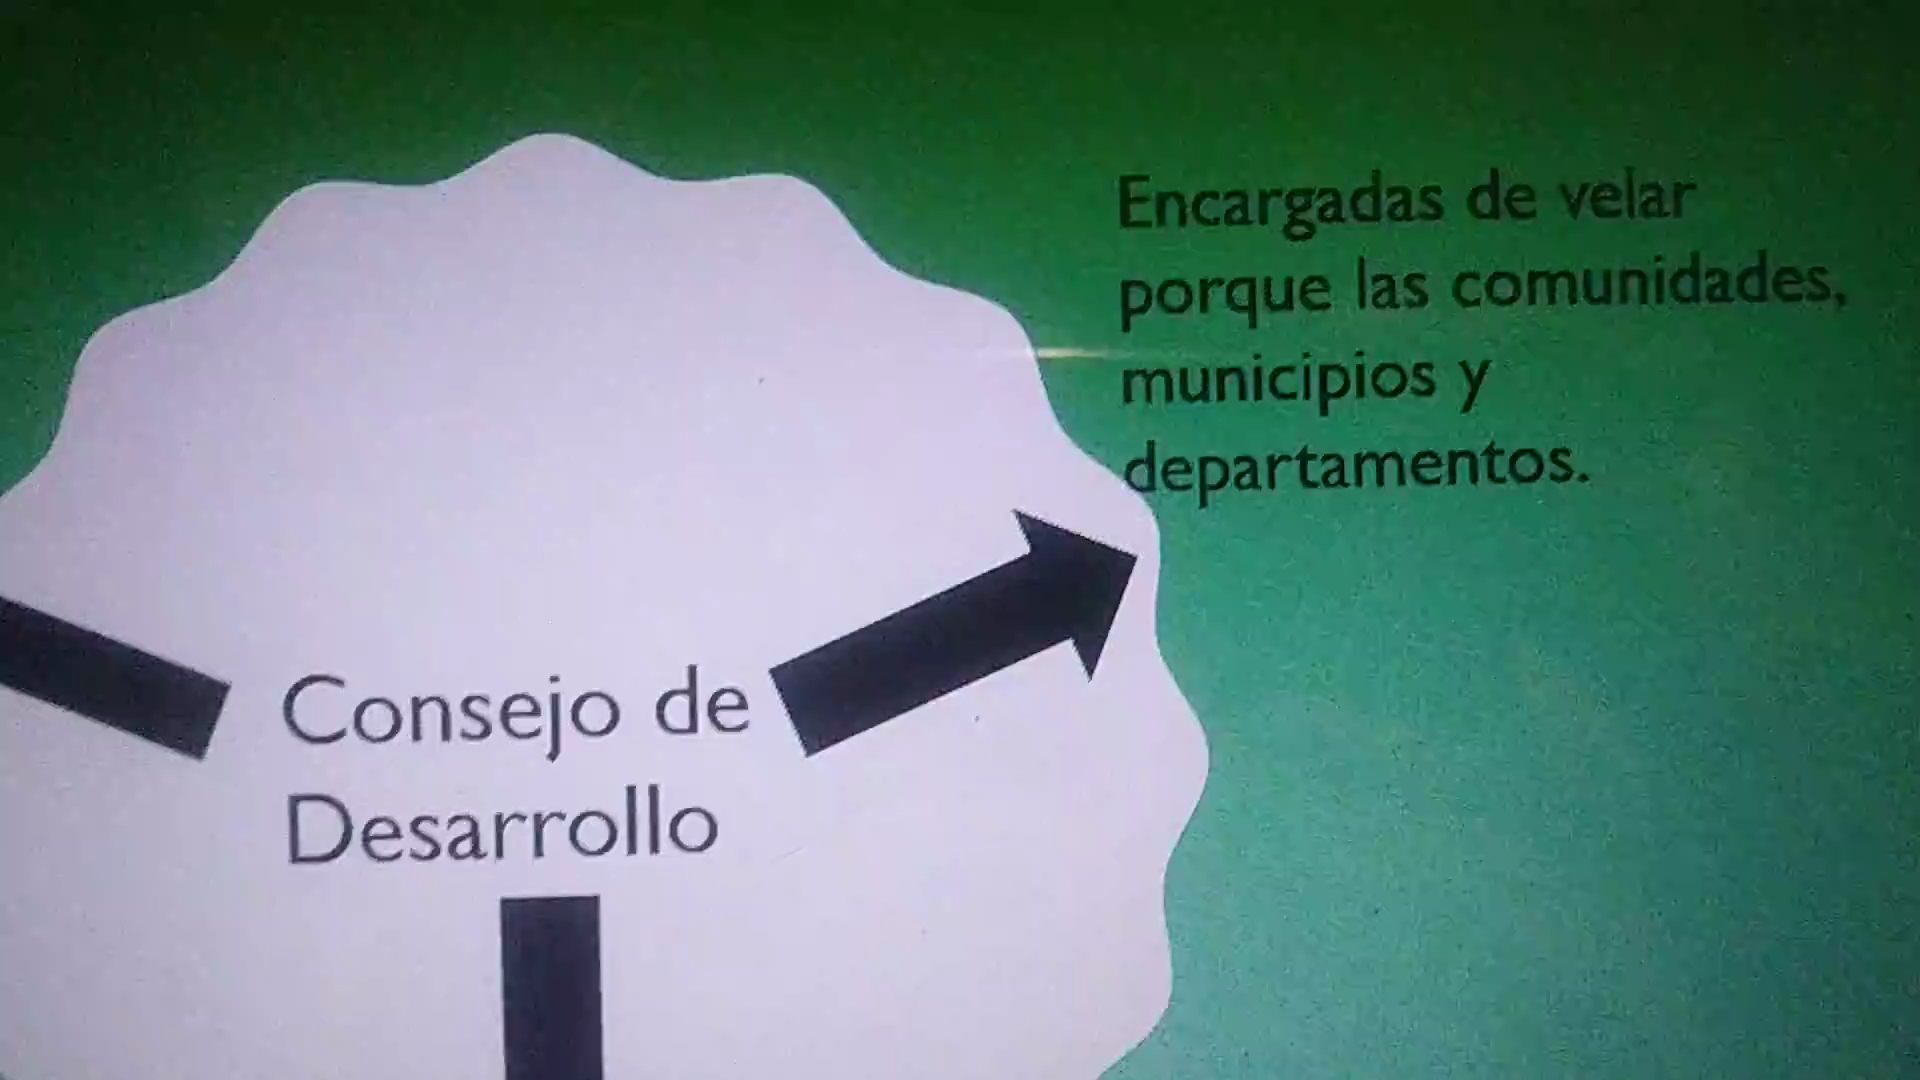 Encargadas de velar
porque las comunidades,
municipios y
departamentos.
Consejo de
Desarrollo